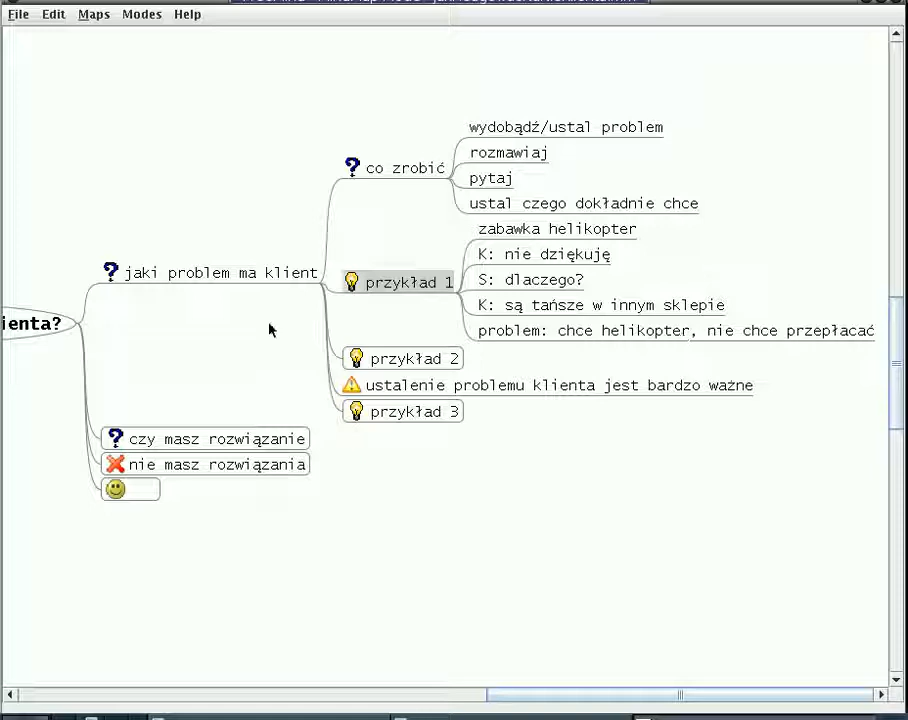 File Edit Maps Modes Help
wydobądź/ustal problem
co zrobić
rozmawiaj
pytaj
ustal czego dokładnie chce
zabawka helikopter
K: nie dziękuję
jaki problem ma klient
przykład 1
S: dlaczego?
K: są tańsze w innym sklepie
ienta?
problem: chce helikopter, nie chce przepłacać
przykład 2
ustalenie problemu klienta jest bardzo ważne
przykład 3
czy masz rozwiązanie
nie masz rozwiązania